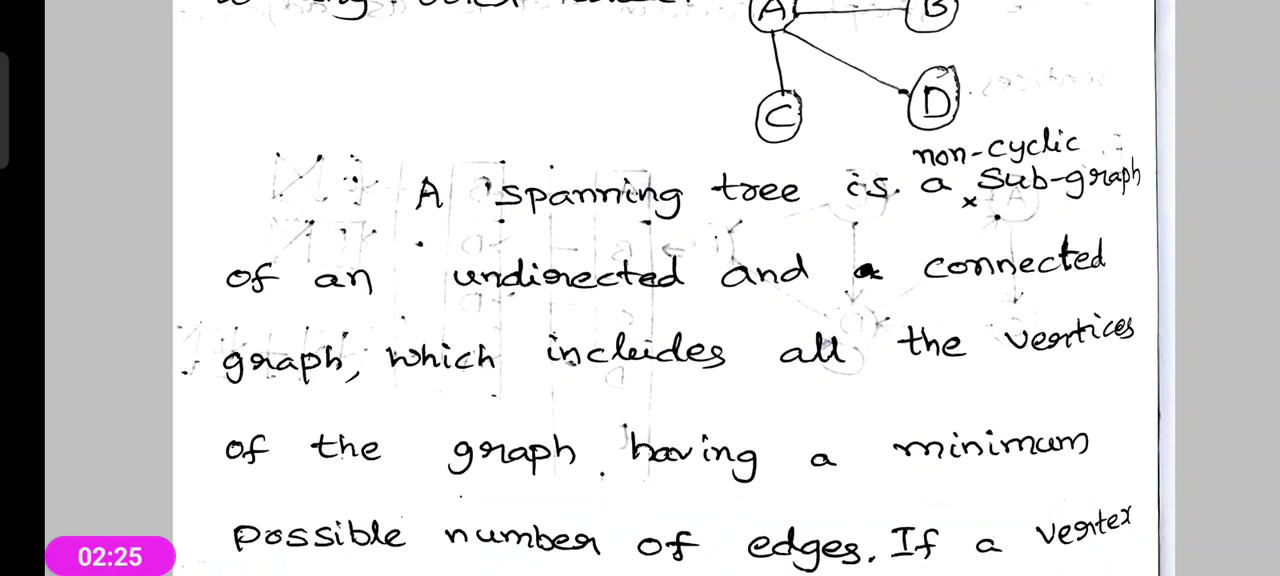 A B
C D
non-cyclic
A spanning tree is a sub-graph
of an undirected and connected
graph, which includes all the vertices
of the graph having a minimum
possible number of edges. If a vertex
02:25